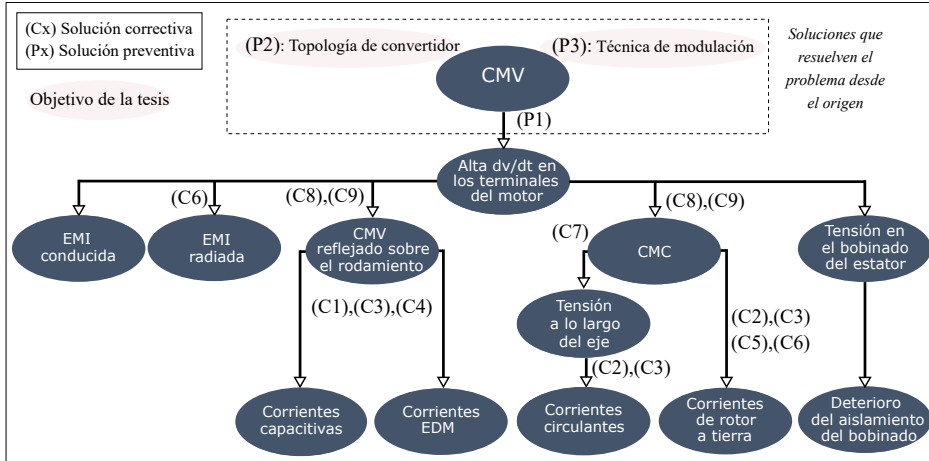 (Cx) Solución correctiva
(Px) Solución preventiva
Objetivo de la tesis
(P2): Topología de convertidor
(P3): Técnica de modulación
CMV
(P1)
Soluciones que
resuelven el
problema desde
el origen
Alta dv/dt en
los terminales
del motor
(C6)
(C8),(C9)
(C8),(C9)
(C7)
EMI
conducida
EMI
radiada
CMV
reflejado sobre
el rodamiento
CMC
Tensión en
el bobinado
del estator
(C1),(C3),(C4)
Tensión
a lo largo
del eje
(C2),(C3)
(C5),(C6)
(C2),(C3)
Corrientes
capacitivas
Corrientes
EDM
Corrientes
circulantes
Corrientes
de rotor
a tierra
Deterioro
del aislamiento
del bobinado